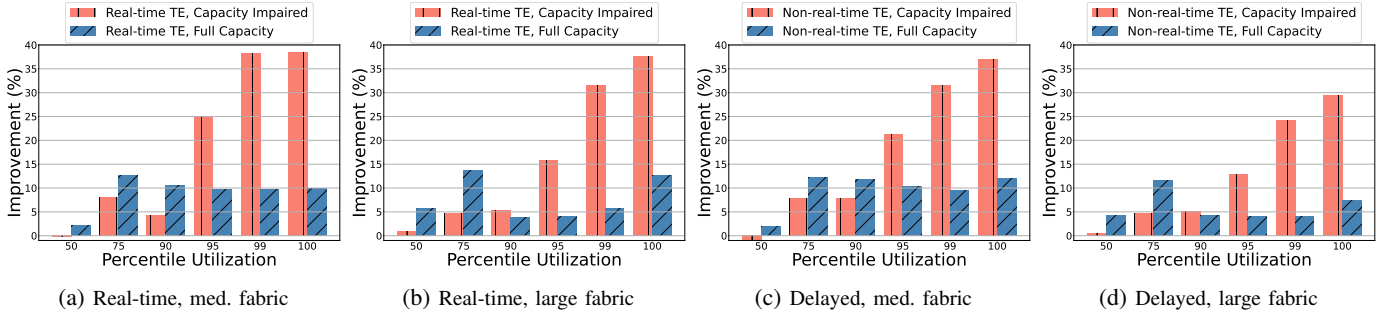 Real-time TE, Capacity Impaired
Real-time TE, Full Capacity
Improvement (%)
40
35
30
25
20
15
10
5
0
50 75 90 95 99 100
Percentile Utilization
(a) Real-time, med. fabric
Real-time TE, Capacity Impaired
Real-time TE, Full Capacity
Improvement (%)
40
35
30
25
20
15
10
5
0
50 75 90 95 99 100
Percentile Utilization
(b) Real-time, large fabric
Non-real-time TE, Capacity Impaired
Non-real-time TE, Full Capacity
Improvement (%)
40
35
30
25
20
15
10
5
0
50 75 90 95 99 100
Percentile Utilization
(c) Delayed, med. fabric
Non-real-time TE, Capacity Impaired
Non-real-time TE, Full Capacity
Improvement (%)
40
35
30
25
20
15
10
5
0
50 75 90 95 99 100
Percentile Utilization
(d) Delayed, large fabric